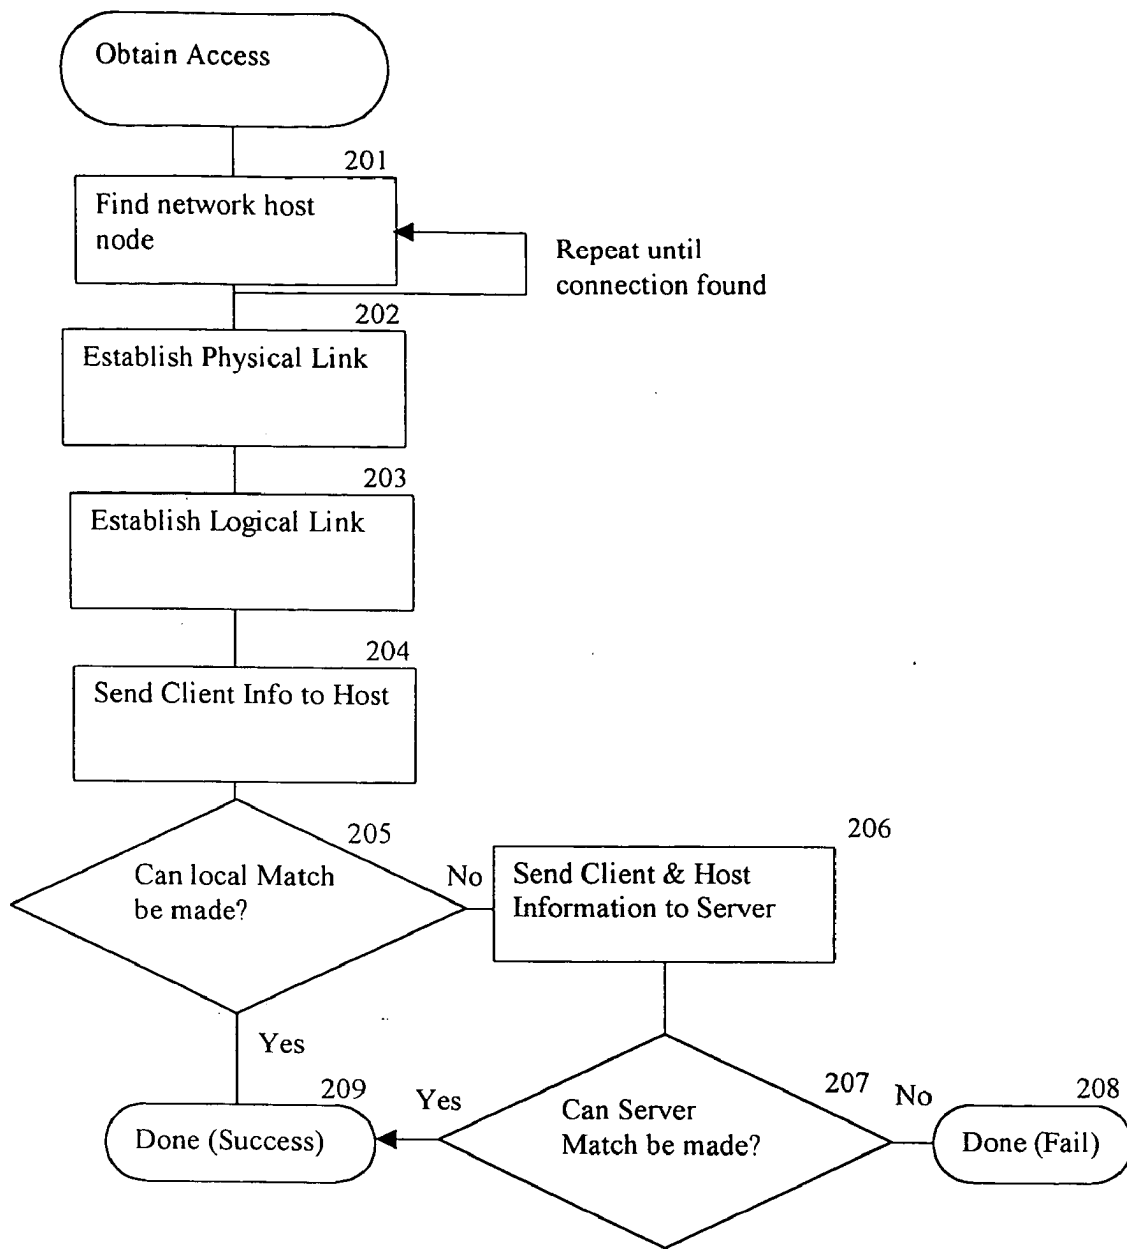 Obtain Access
201
Find network host
node
Repeat until
connection found
202
Establish Physical Link
203
Establish Logical Link
204
Send Client Info to Host
205
Can local Match
be made?
No
206
Send Client & Host
Information to Server
Yes
209
Done (Success)
Yes
207
Can Server
Match be made?
No
208
Done (Fail)